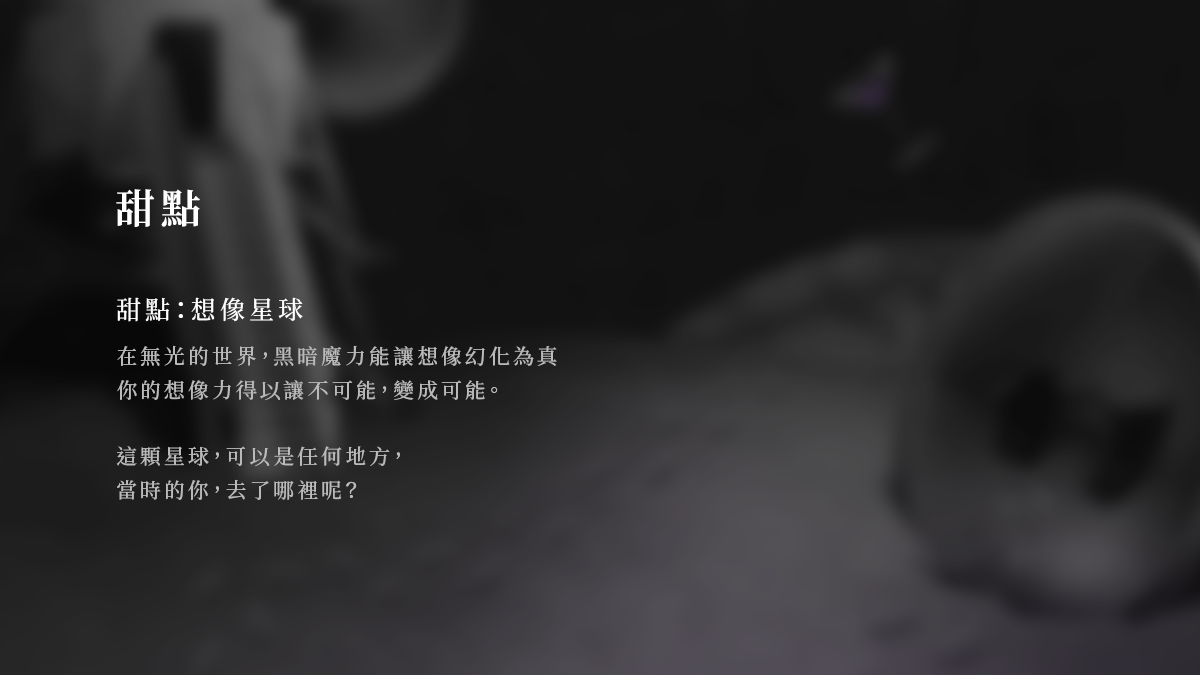 甜點
甜點：想像星球
在無光的世界，黑暗魔力能讓想像幻化為真
你的想像力得以讓不可能，變成可能。
這顆星球，可以是任何地方，
當時的你，去了哪裡呢？